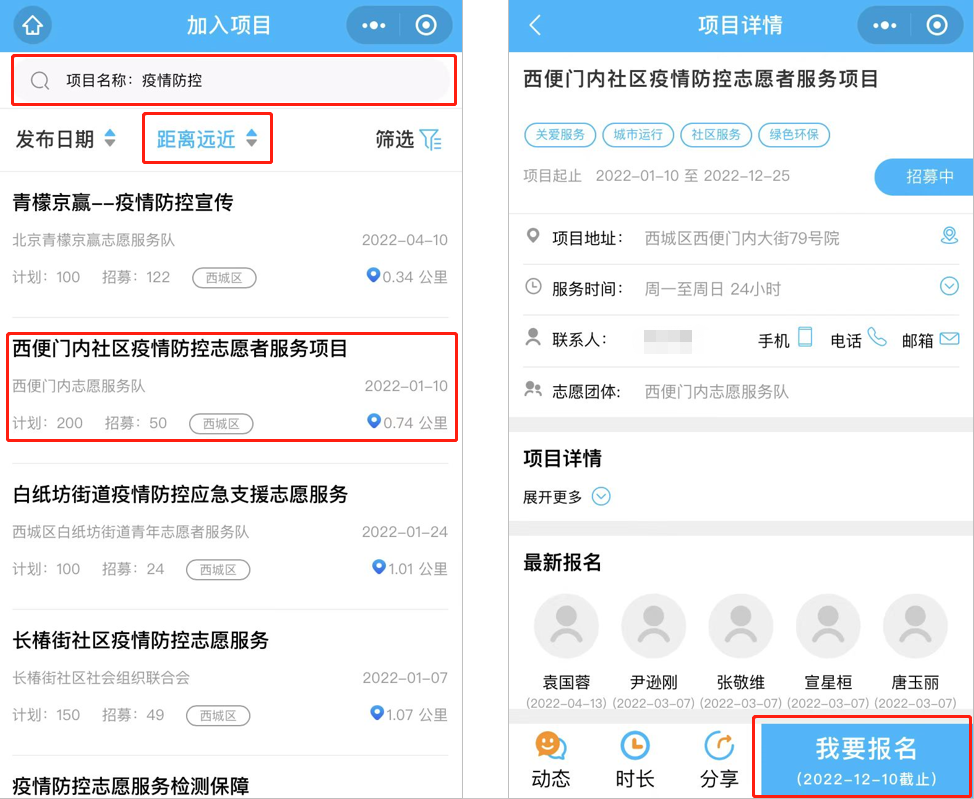 加入项目
项目名称：疫情防控
发布日期 距离远近 筛选
青檬京赢--疫情防控宣传
北京青檬京赢志愿服务队 2022-04-10
计划：100 招募：122 西城区 0.34 公里
西便门内社区疫情防控志愿者服务项目
西便门内志愿服务队 2022-01-10
计划：200 招募：50 西城区 0.74 公里
白纸坊街道疫情防控应急支援志愿服务
西城区白纸坊街道青年志愿者服务队 2022-01-24
计划：100 招募：24 西城区 1.01 公里
长椿街社区疫情防控志愿服务
长椿街社区社会组织联合会 2022-01-07
计划：150 招募：49 西城区 1.07 公里
疫情防控志愿服务检测保障
项目详情
西便门内社区疫情防控志愿者服务项目
关爱服务 城市运行 社区服务 绿色环保
项目起止 2022-01-10 至 2022-12-25 招募中
项目地址： 西城区西便门内大街79号院
服务时间： 周一至周日 24小时
联系人： 手机 电话 邮箱
志愿团体: 西便门内志愿服务队
项目详情
展开更多
最新报名
袁国蓉 尹逊刚 张敬维 宣星桓 唐玉丽
(2022-04-13) (2022-03-07) (2022-03-07) (2022-03-07) (2022-03-07)
动态 时长 分享
我要报名
(2022-12-10截止)